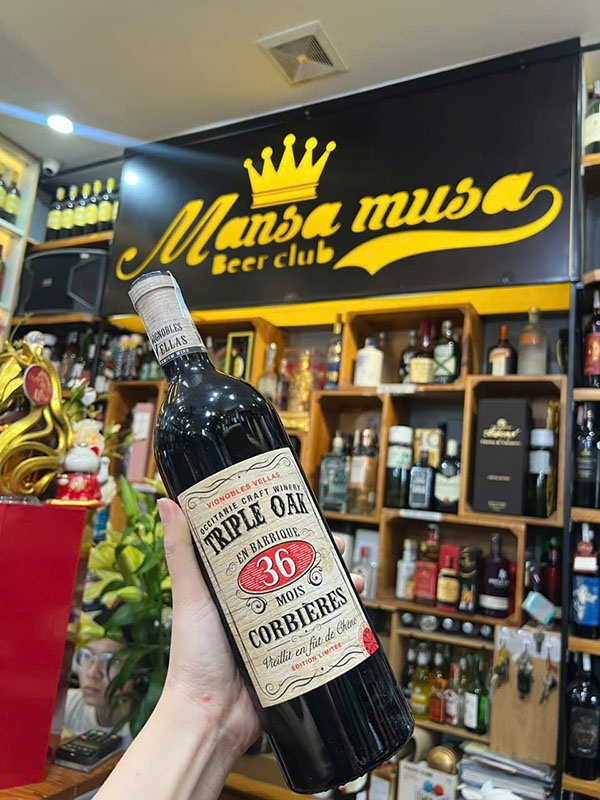 Mansa musa
Beer club
VIGNOBLES
VELLAS
VIGNOBLES VELLAS
OCCITANIE CRAFT WINERY
TRIPLE OAK
EN BARRIQUE
36
MOIS
CORBIÈRES
Vieilli en fût de Chêne
ÉDITION LIMITÉE